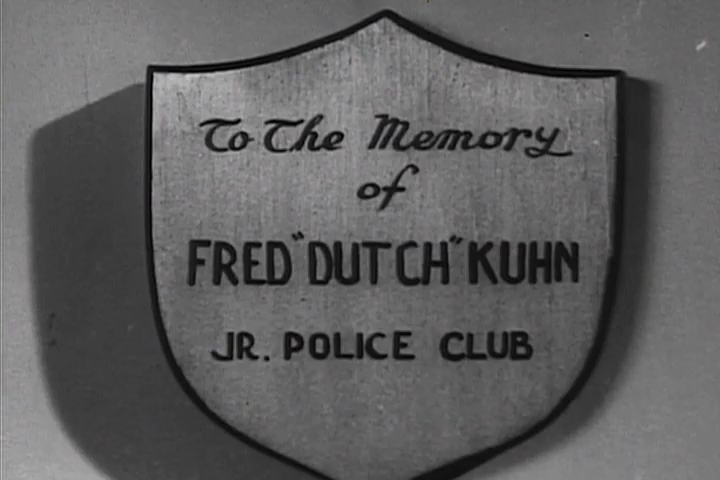 To The Memory
of
FRED "DUTCH" KUHN
JR. POLICE CLUB